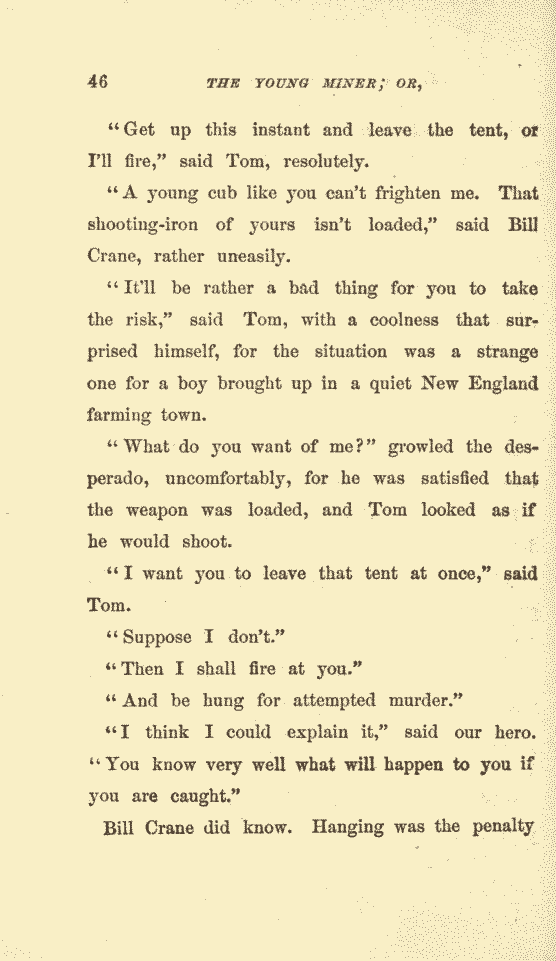 46 THE YOUNG MINER; OR,
“Get up this instant and leave the tent, or
I’ll fire,” said Tom, resolutely.
“A young cub like you can’t frighten me. That
shooting-iron of yours isn’t loaded,” said Bill
Crane, rather uneasily.
“It’ll be rather a bad thing for you to take
the risk,” said Tom, with a coolness that sur-
prised himself, for the situation was a strange
one for a boy brought up in a quiet New England
farming town.
“What do you want of me?” growled the des-
perado, uncomfortably, for he was satisfied that
the weapon was loaded, and Tom looked as if
he would shoot.
“I want you to leave that tent at once,” said
Tom.
“Suppose I don’t.”
“Then I shall fire at you.”
“And be hung for attempted murder.”
“I think I could explain it,” said our hero.
“You know very well what will happen to you if
you are caught.”
Bill Crane did know. Hanging was the penalty